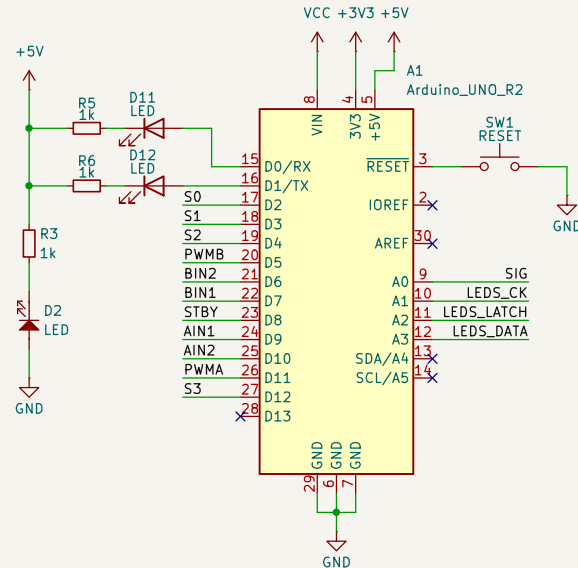 VCC +3V3 +5V
+5V
A1
Arduino_UNO_R2
R5
1k
D11
LED
R6
1k
D12
LED
R3
1k
D2
LED
GND
8
VIN
4
3V3
5
+5V
SW1
RESET
GND
15 D0/RX
16 D1/TX
S0 17 D2
S1 18 D3
S2 19 D4
PWMB 20 D5
BIN2 21 D6
BIN1 22 D7
STBY 23 D8
AIN1 24 D9
AIN2 25 D10
PWMA 26 D11
S3 27 D12
28 D13
RESET 3
IOREF 2
AREF 30
A0 9 SIG
A1 10 LEDS_CK
A2 11 LEDS_LATCH
A3 12 LEDS_DATA
SDA/A4 13
SCL/A5 14
GND GND GND
29 6 7
GND